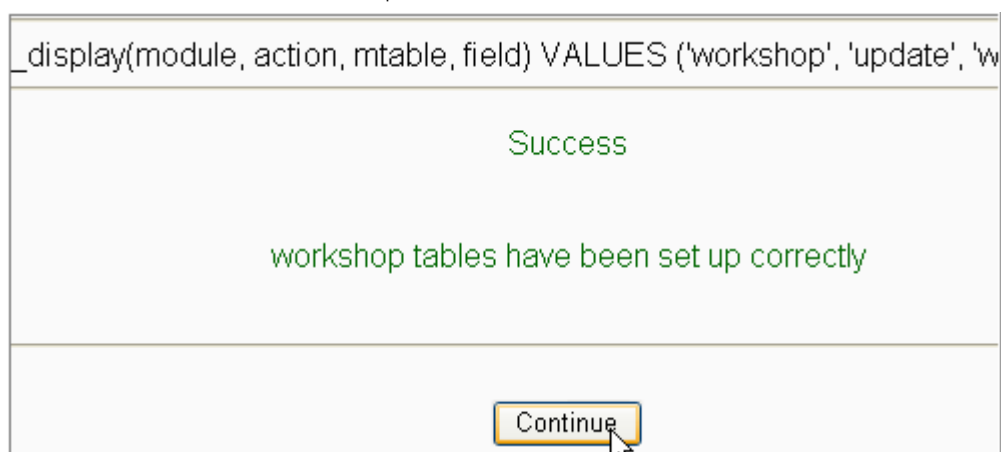 _display(module, action, mtable, field) VALUES ('workshop', 'update', 'w
Success
workshop tables have been set up correctly
Continue